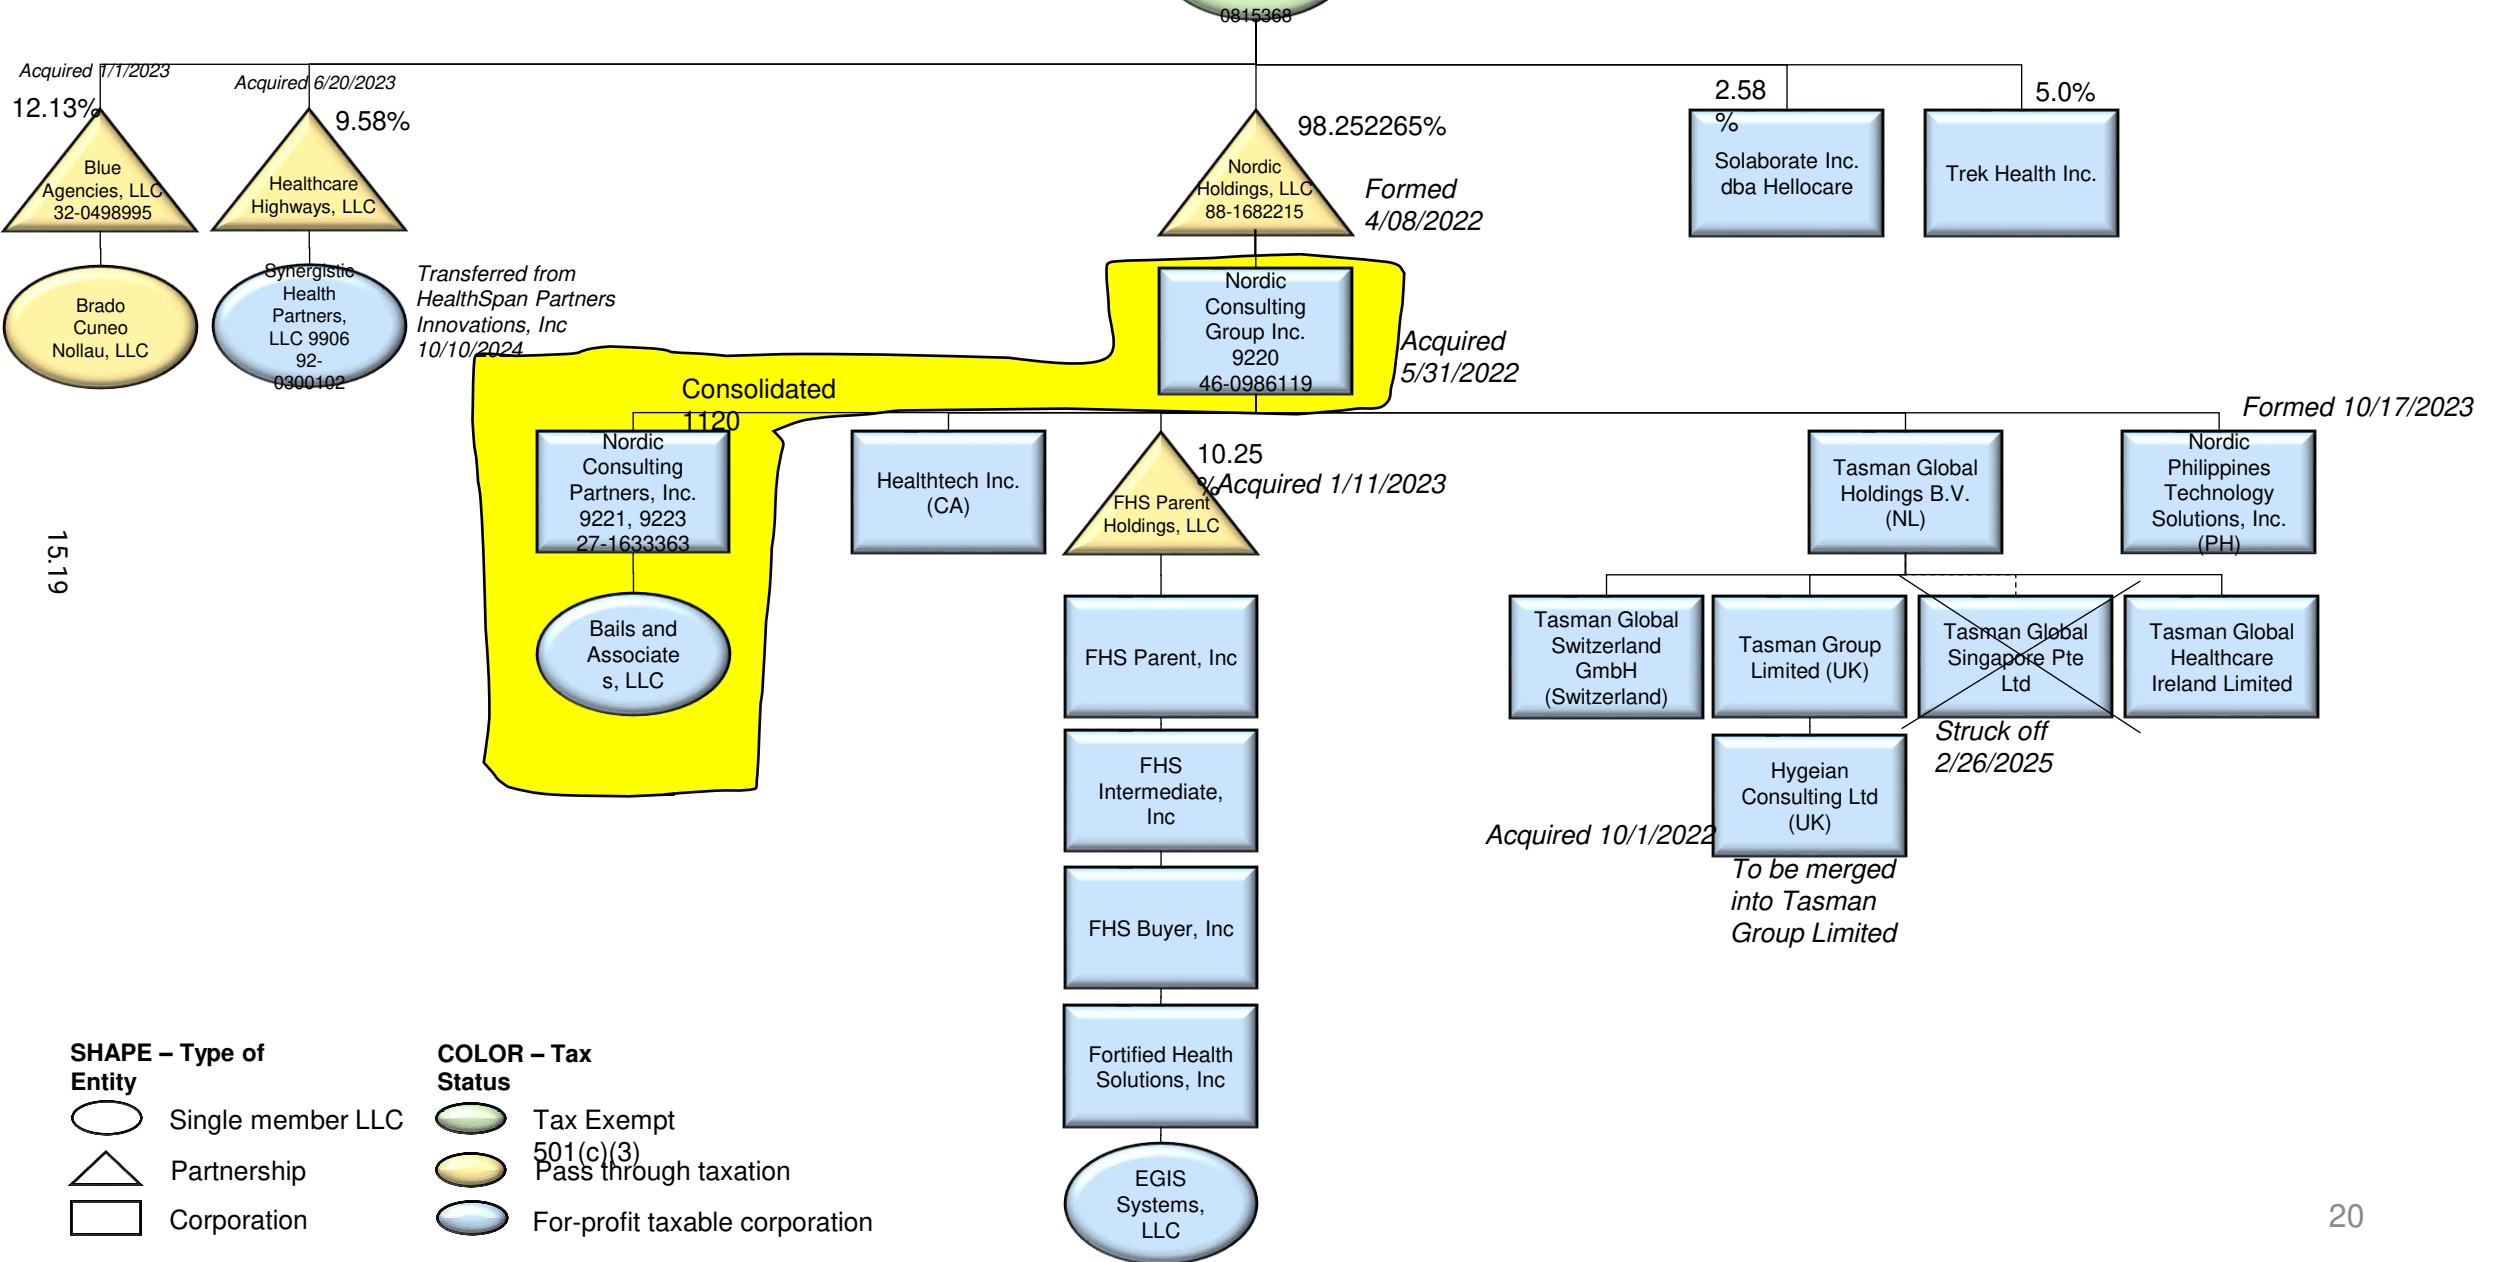 0815368
Acquired 1/1/2023
Acquired 6/20/2023
12.13%
9.58%
98.252265%
2.58
%
5.0%
Blue
Agencies, LLC
32-0498995
Healthcare
Highways, LLC
Nordic
Holdings, LLC
88-1682215
Formed
4/08/2022
Solaborate Inc.
dba Hellocare
Trek Health Inc.
Brado
Cuneo
Nollau, LLC
Synergistic
Health
Partners,
LLC 9906
92-
0300102
Transferred from
HealthSpan Partners
Innovations, Inc
10/10/2024
Nordic
Consulting
Group Inc.
9220
46-0986119
Acquired
5/31/2022
Consolidated
1120
Formed 10/17/2023
Nordic
Consulting
Partners, Inc.
9221, 9223
27-1633363
Healthtech Inc.
(CA)
10.25
%
Acquired 1/11/2023
FHS Parent
Holdings, LLC
Tasman Global
Holdings B.V.
(NL)
Nordic
Philippines
Technology
Solutions, Inc.
(PH)
15.19
Bails and
Associate
s, LLC
FHS Parent, Inc
Tasman Global
Switzerland
GmbH
(Switzerland)
Tasman Group
Limited (UK)
Tasman Global
Singapore Pte
Ltd
Tasman Global
Healthcare
Ireland Limited
Struck off
2/26/2025
FHS
Intermediate,
Inc
Hygeian
Consulting Ltd
(UK)
Acquired 10/1/2022
To be merged
into Tasman
Group Limited
FHS Buyer, Inc
Fortified Health
Solutions, Inc
EGIS
Systems,
LLC
SHAPE – Type of
Entity
Single member LLC
Partnership
Corporation
COLOR – Tax
Status
Tax Exempt
501(c)(3)
Pass through taxation
For-profit taxable corporation
20